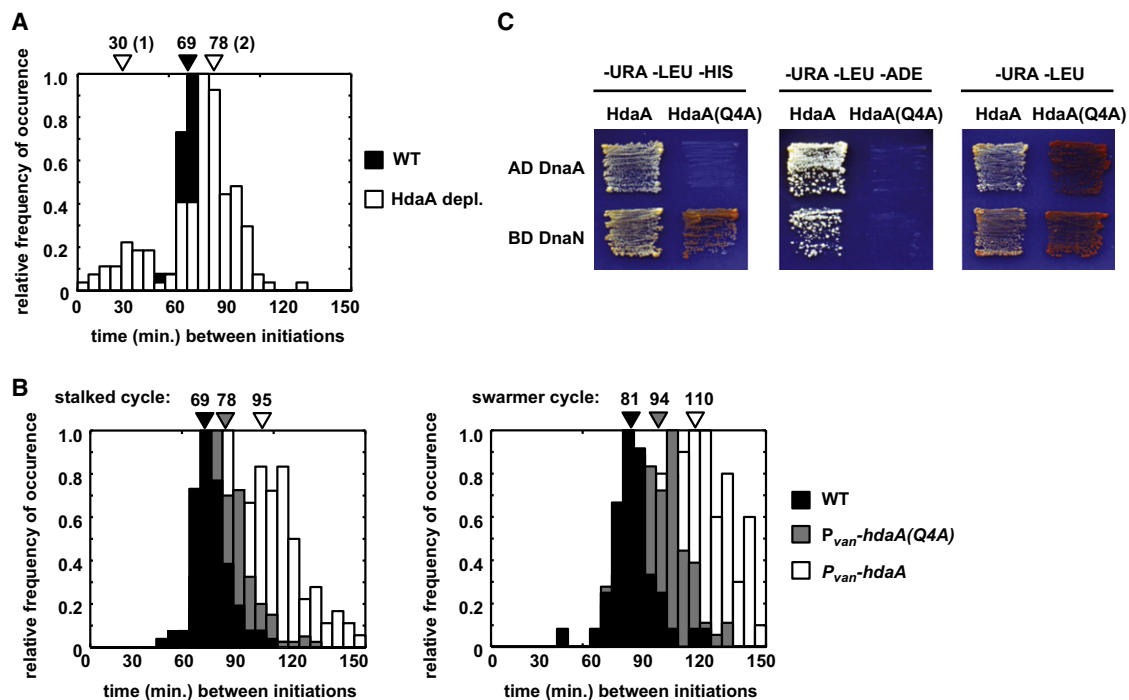 A
30 (1)
69
78 (2)
1.0
0.8
0.6
0.4
0.2
0
0
30
60
90
120
150
relative frequency of occurence
time (min.) between initiations
WT
HdaA depl.
C
-URA -LEU -HIS
-URA -LEU -ADE
-URA -LEU
HdaA HdaA(Q4A)
HdaA HdaA(Q4A)
HdaA HdaA(Q4A)
AD DnaA
BD DnaN
B
stalked cycle:
69
78
95
1.0
0.8
0.6
0.4
0.2
0
0
30
60
90
120
150
relative frequency of occurence
time (min.) between initiations
swarmer cycle:
81
94
110
1.0
0.8
0.6
0.4
0.2
0
0
30
60
90
120
150
relative frequency of occurence
time (min.) between initiations
WT
Pvan-hdaA(Q4A)
Pvan-hdaA